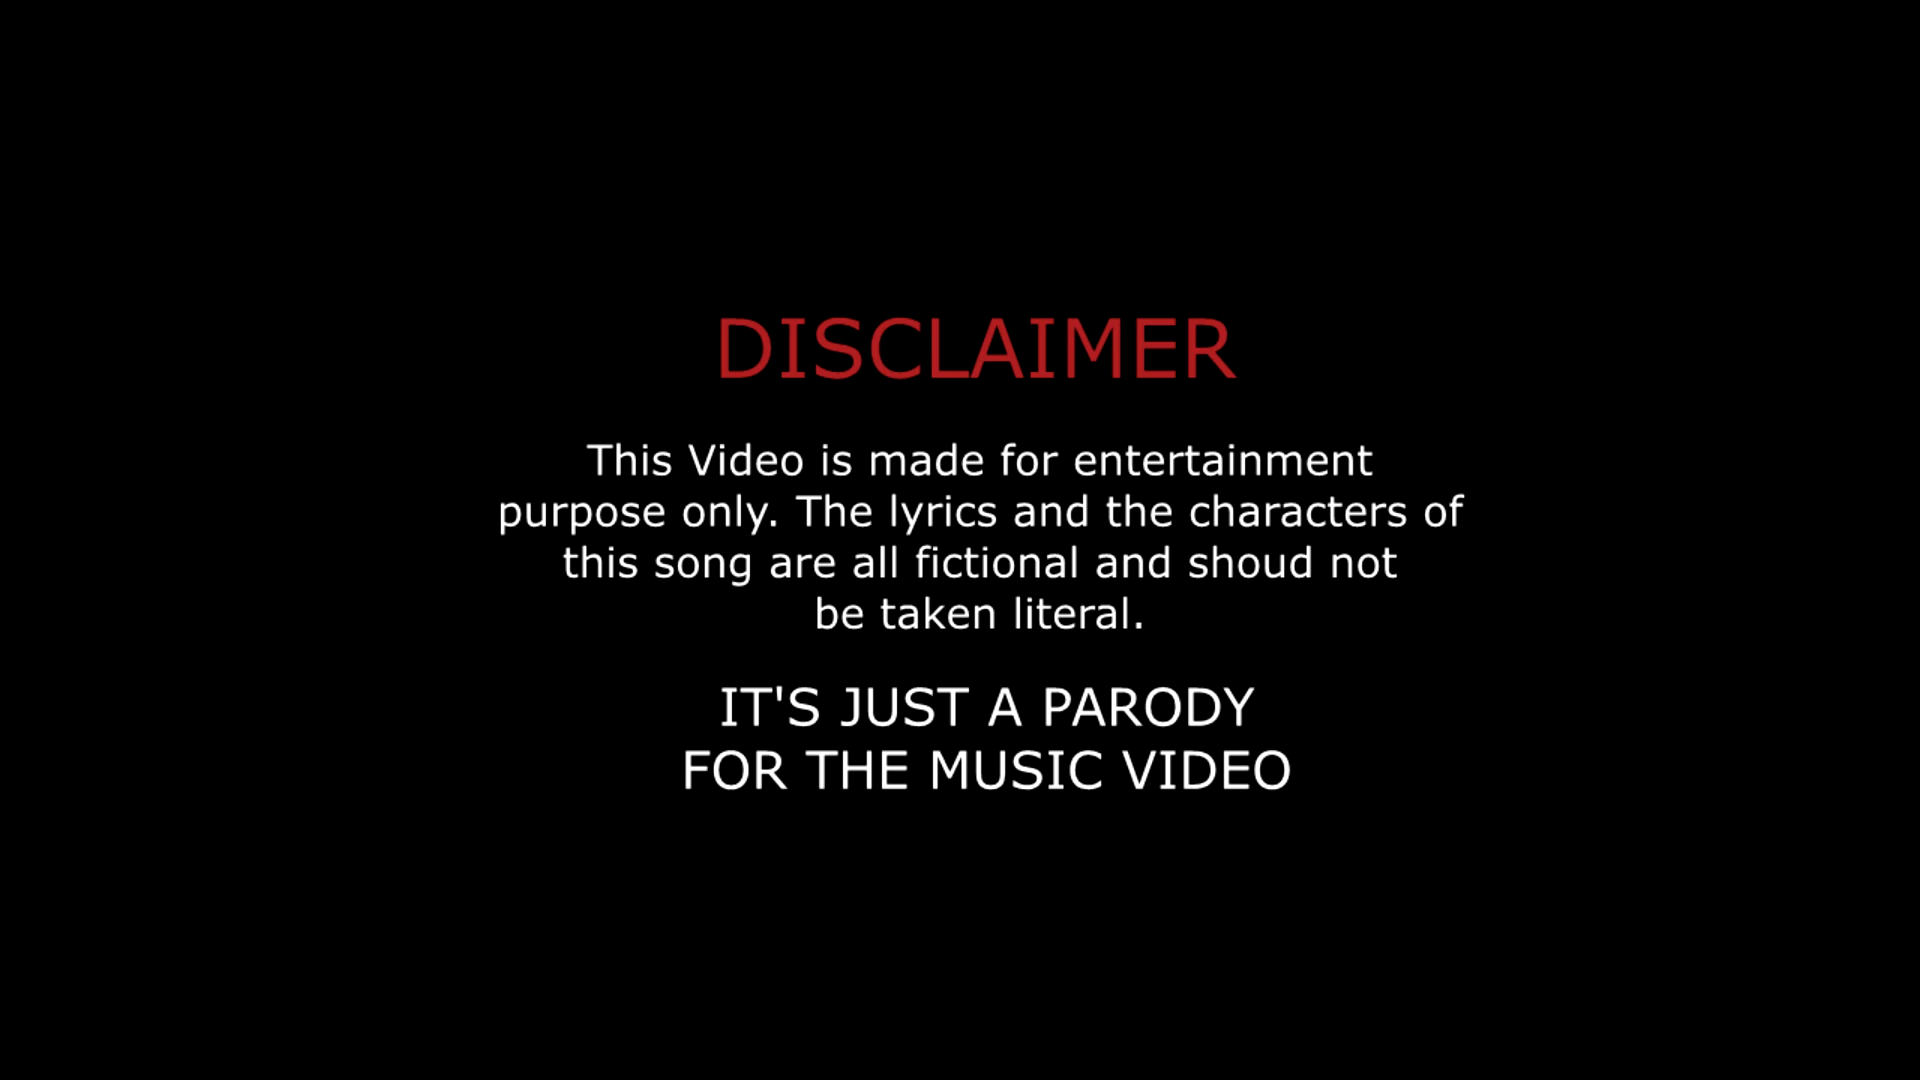 DISCLAIMER
This Video is made for entertainment
purpose only. The lyrics and the characters of
this song are all fictional and shoud not
be taken literal.
IT'S JUST A PARODY
FOR THE MUSIC VIDEO